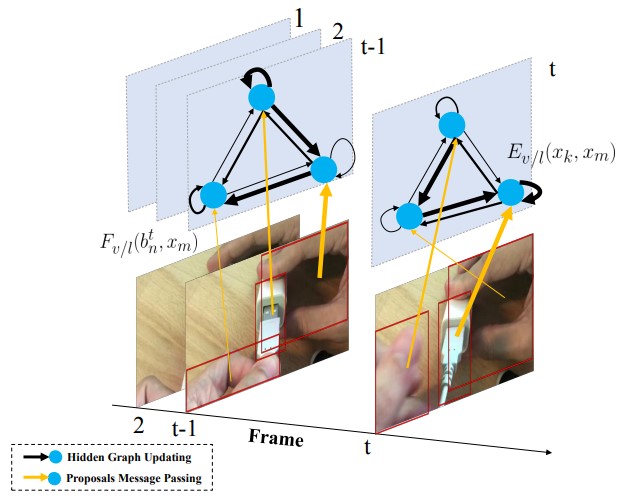 1
2
t-1
t
E_{v/l}(x_k, x_m)
F_{v/l}(b_n^t, x_m)
2
t-1
t
Frame
Hidden Graph Updating
Proposals Message Passing